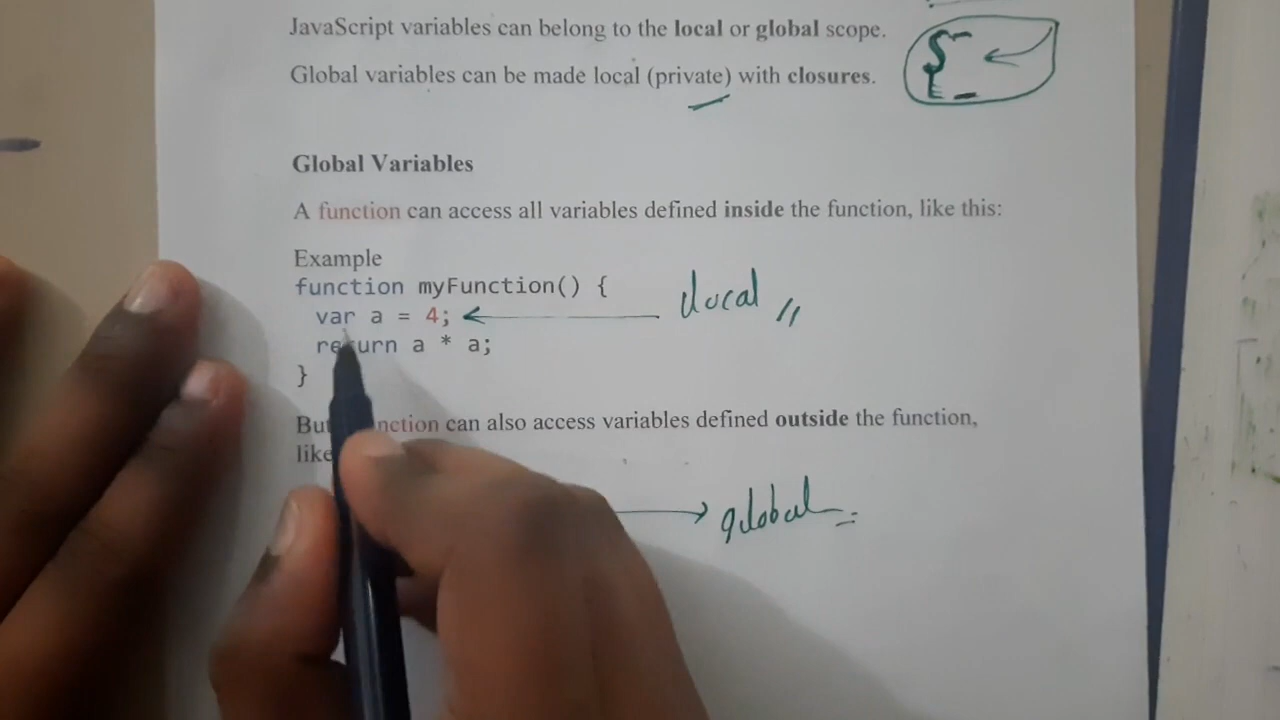 JavaScript variables can belong to the local or global scope.
Global variables can be made local (private) with closures.
Global Variables
A function can access all variables defined inside the function, like this:
Example
function myFunction() {
var a = 4;
local
return a * a;
}
But function can also access variables defined outside the function,
like
global